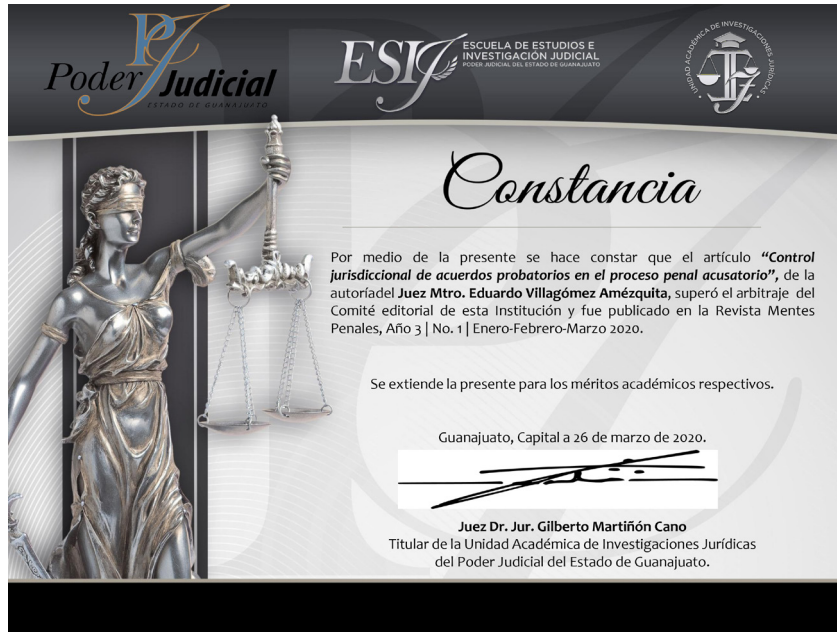 Poder Judicial
ESTADO DE GUANAJUATO
ESIJ
ESCUELA DE ESTUDIOS E
INVESTIGACIÓN JUDICIAL
PODER JUDICIAL DEL ESTADO DE GUANAJUATO
UNIDAD ACADÉMICA DE INVESTIGACIONES JURÍDICAS
Constancia
Por medio de la presente se hace constar que el artículo “Control
jurisdiccional de acuerdos probatorios en el proceso penal acusatorio”, de la
autoríadel Juez Mtro. Eduardo Villagómez Amézquita, superó el arbitraje del
Comité editorial de esta Institución y fue publicado en la Revista Mentes
Penales, Año 3 | No. 1 | Enero-Febrero-Marzo 2020.
Se extiende la presente para los méritos académicos respectivos.
Guanajuato, Capital a 26 de marzo de 2020.
Juez Dr. Jur. Gilberto Martiñón Cano
Titular de la Unidad Académica de Investigaciones Jurídicas
del Poder Judicial del Estado de Guanajuato.